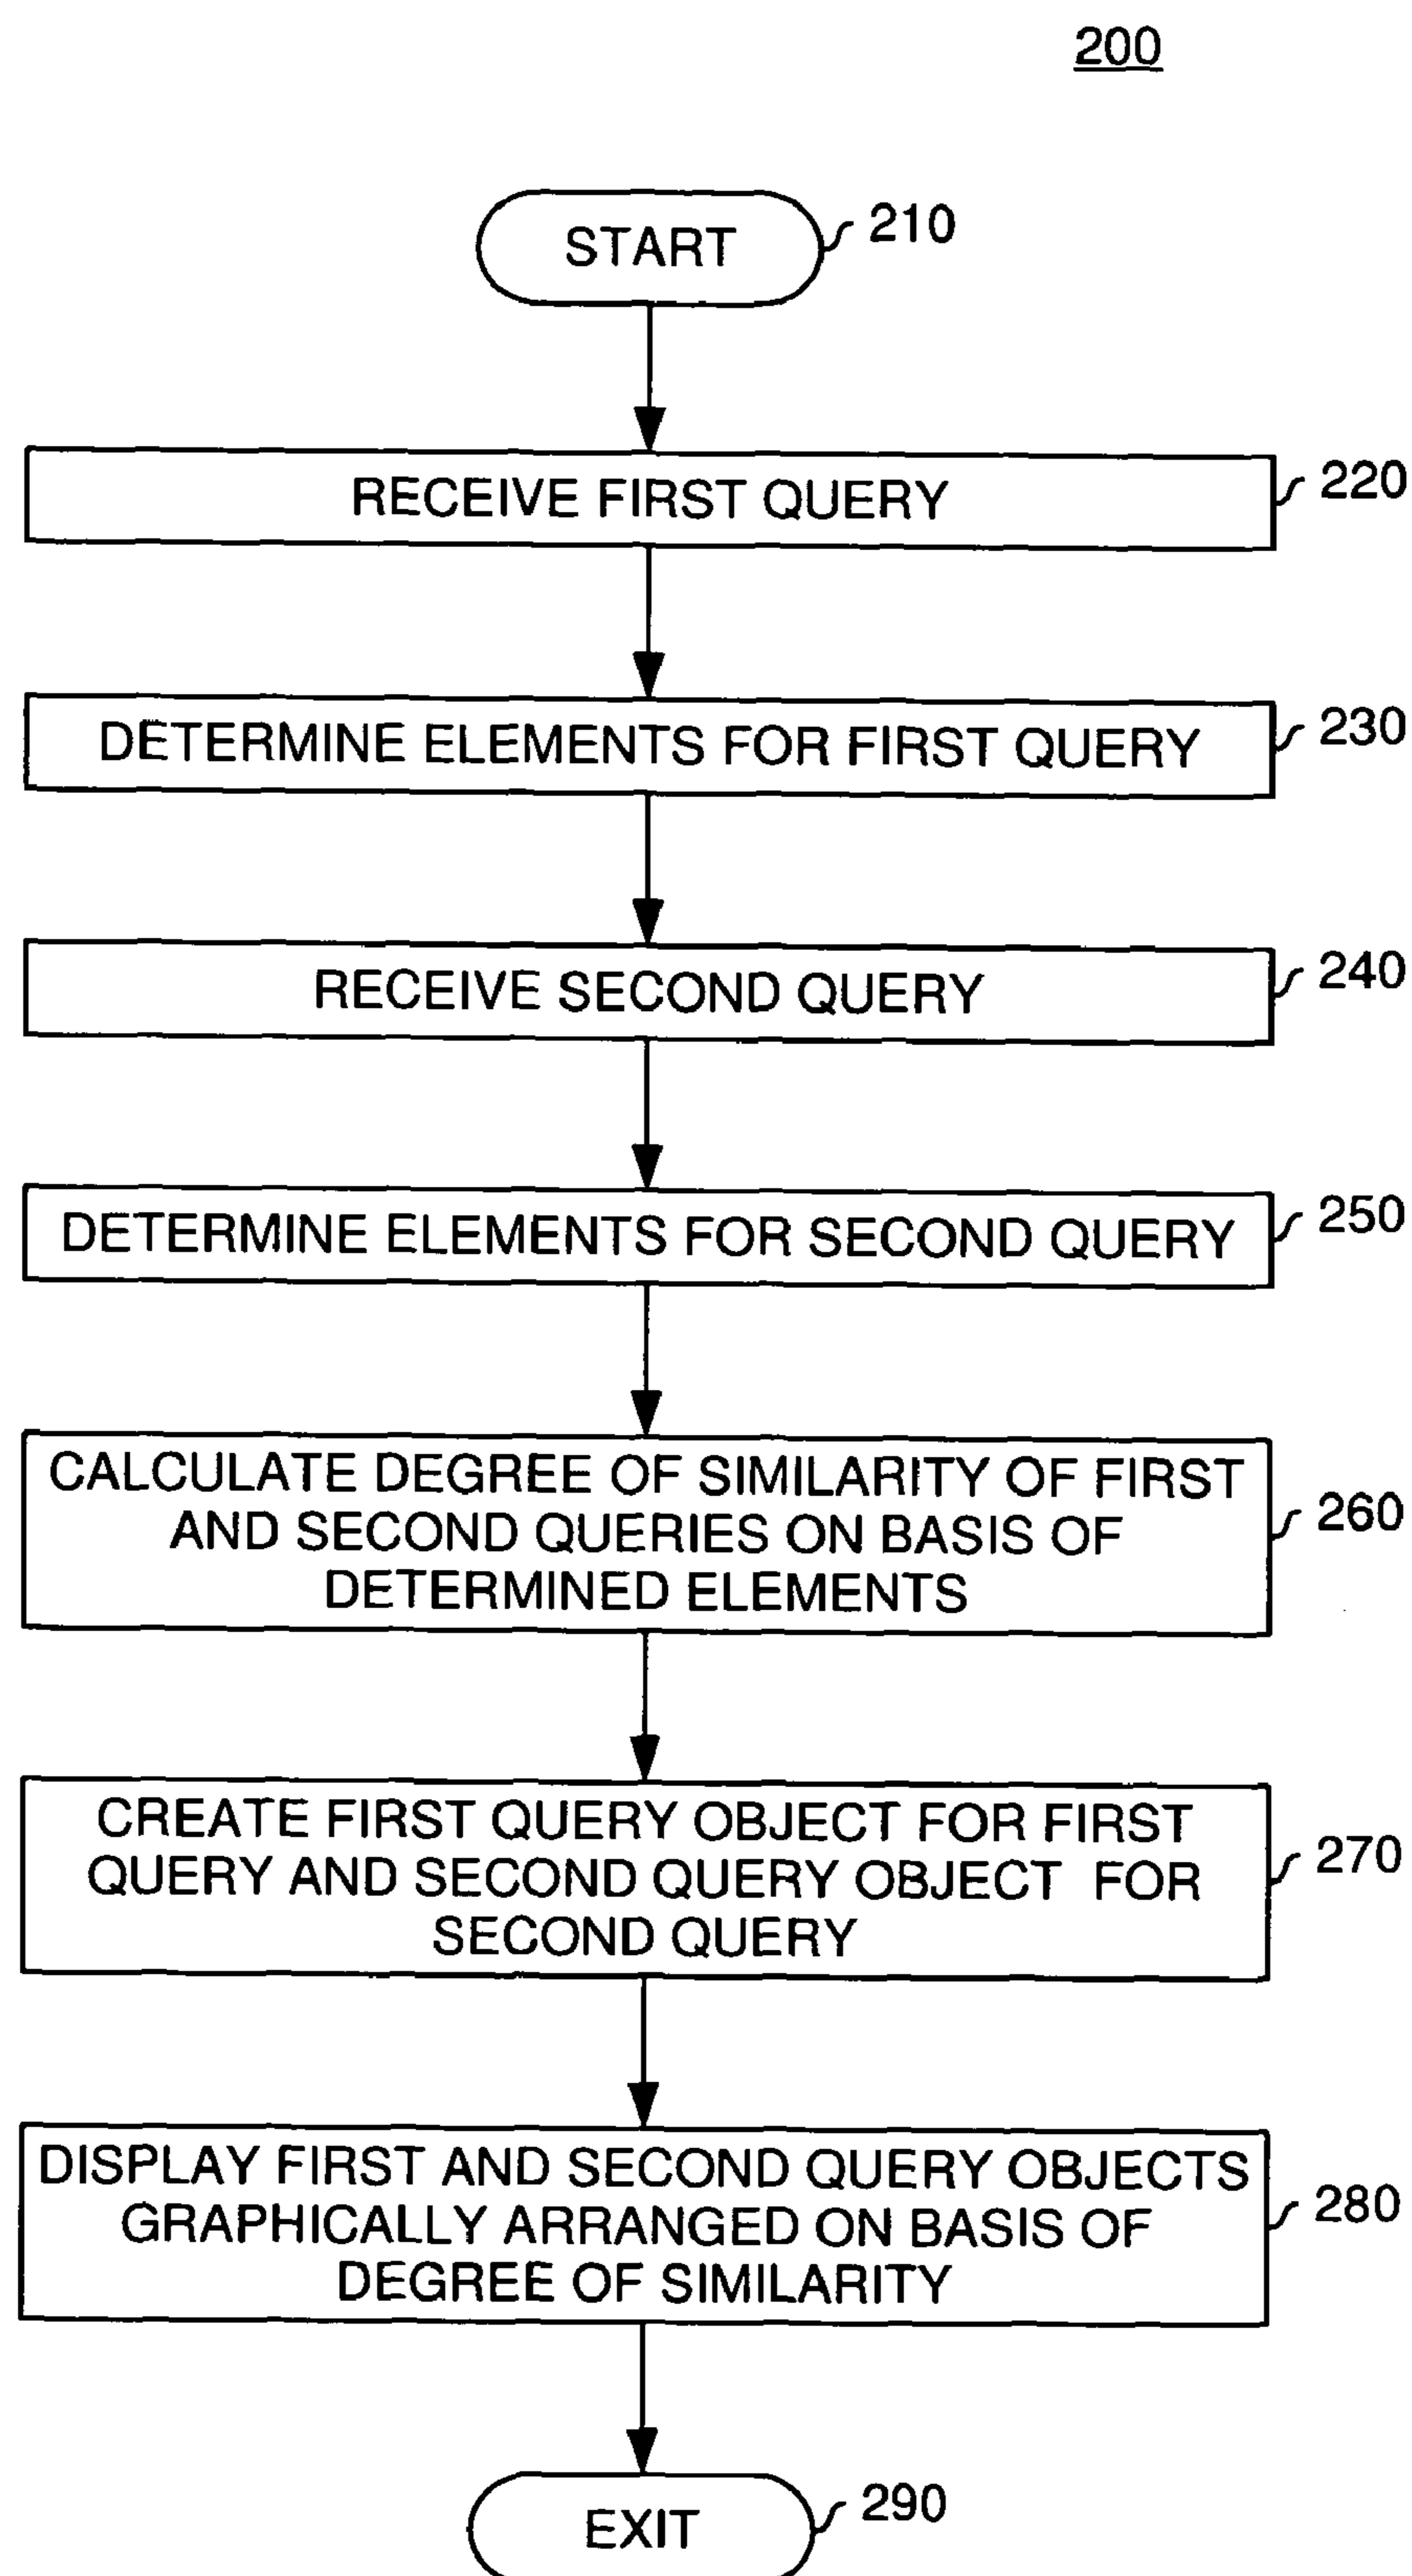 200
START
210
RECEIVE FIRST QUERY
220
DETERMINE ELEMENTS FOR FIRST QUERY
230
RECEIVE SECOND QUERY
240
DETERMINE ELEMENTS FOR SECOND QUERY
250
CALCULATE DEGREE OF SIMILARITY OF FIRST
AND SECOND QUERIES ON BASIS OF
DETERMINED ELEMENTS
260
CREATE FIRST QUERY OBJECT FOR FIRST
QUERY AND SECOND QUERY OBJECT FOR
SECOND QUERY
270
DISPLAY FIRST AND SECOND QUERY OBJECTS
GRAPHICALLY ARRANGED ON BASIS OF
DEGREE OF SIMILARITY
280
EXIT
290